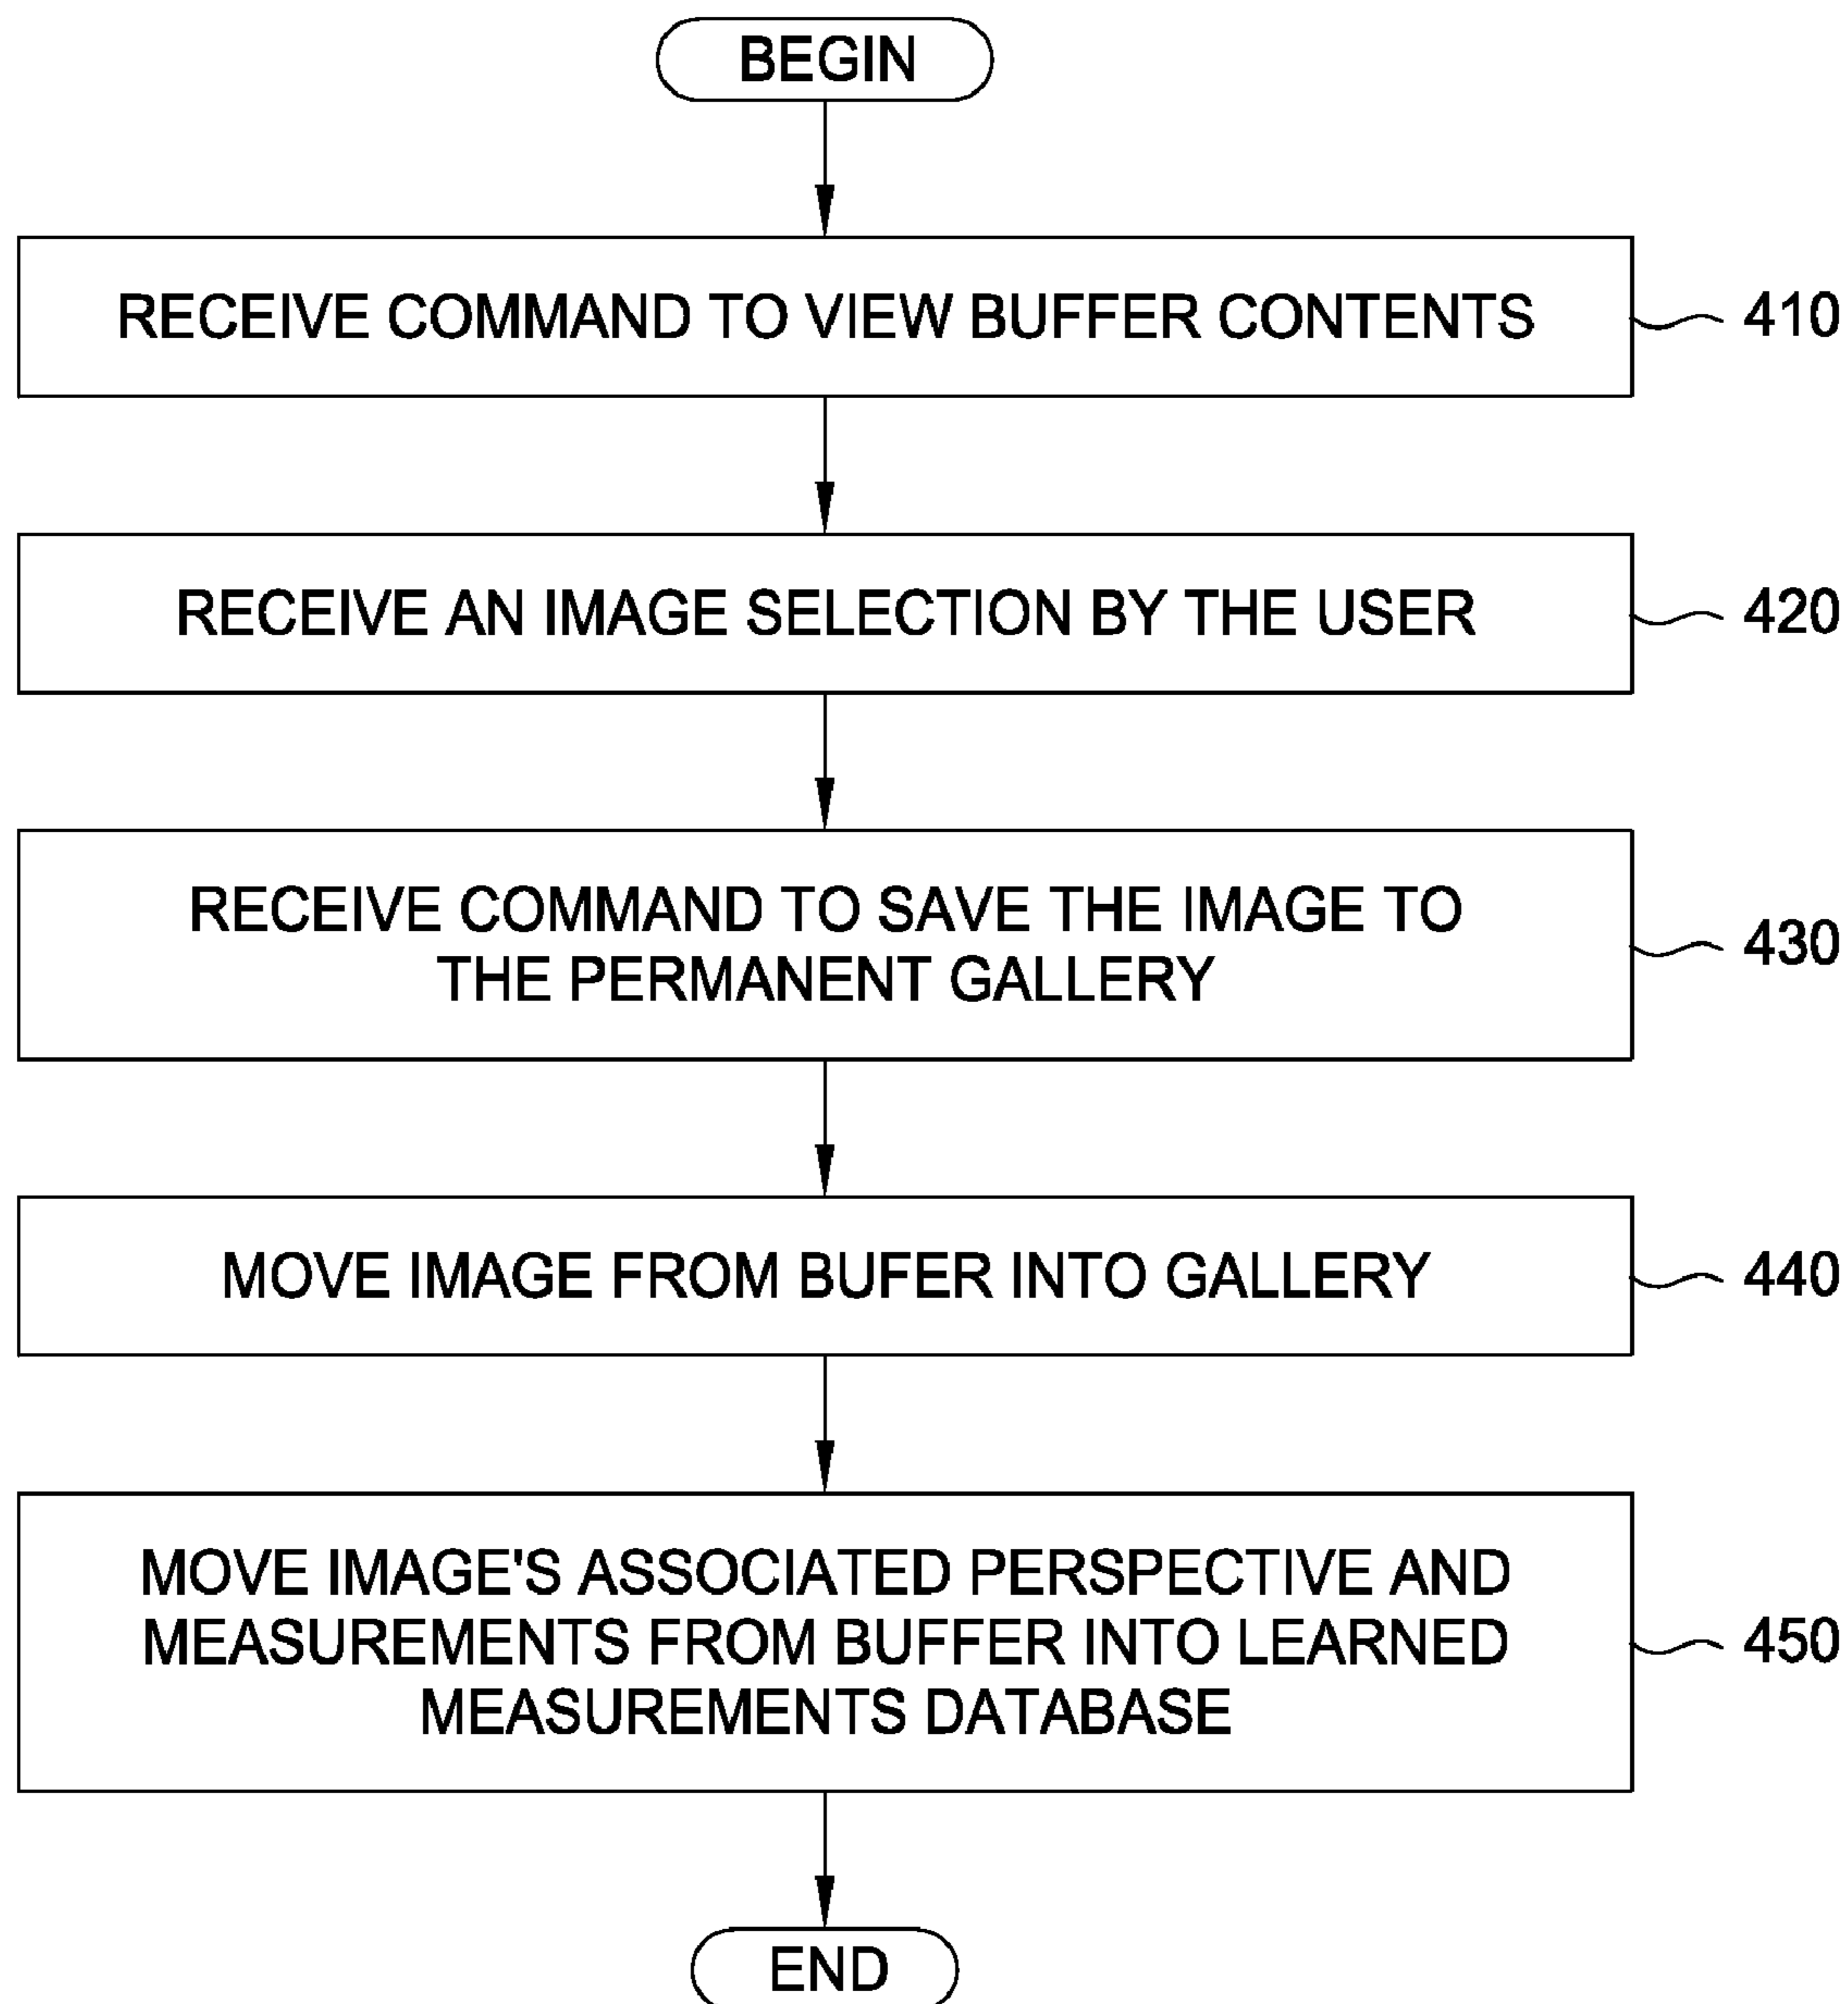 BEGIN
RECEIVE COMMAND TO VIEW BUFFER CONTENTS
410
RECEIVE AN IMAGE SELECTION BY THE USER
420
RECEIVE COMMAND TO SAVE THE IMAGE TO
THE PERMANENT GALLERY
430
MOVE IMAGE FROM BUFER INTO GALLERY
440
MOVE IMAGE'S ASSOCIATED PERSPECTIVE AND
MEASUREMENTS FROM BUFFER INTO LEARNED
MEASUREMENTS DATABASE
450
END